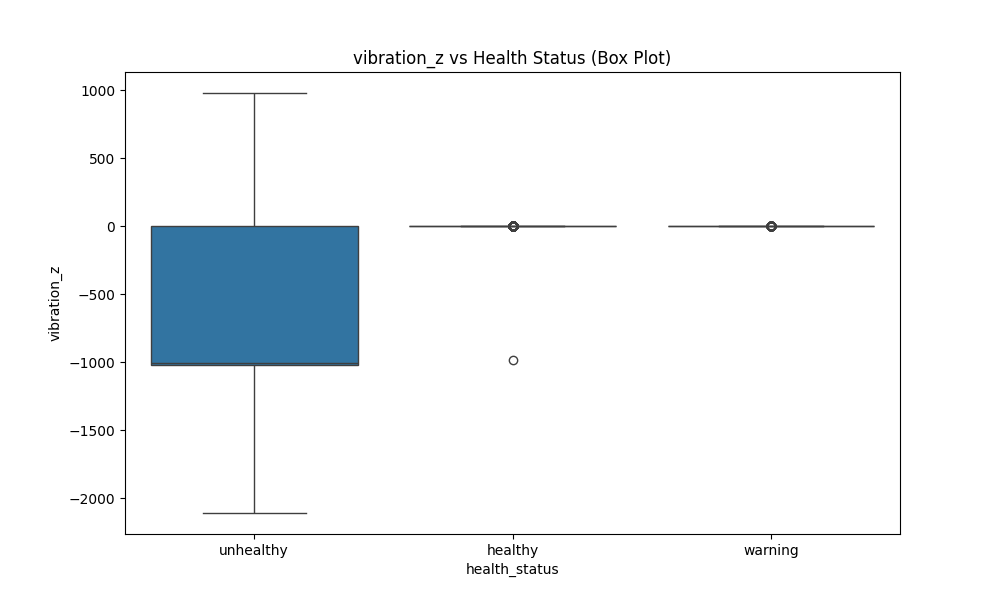 vibration_z vs Health Status (Box Plot)
1000
500
0
−500
−1000
−1500
−2000
vibration_z
unhealthy healthy warning
health_status